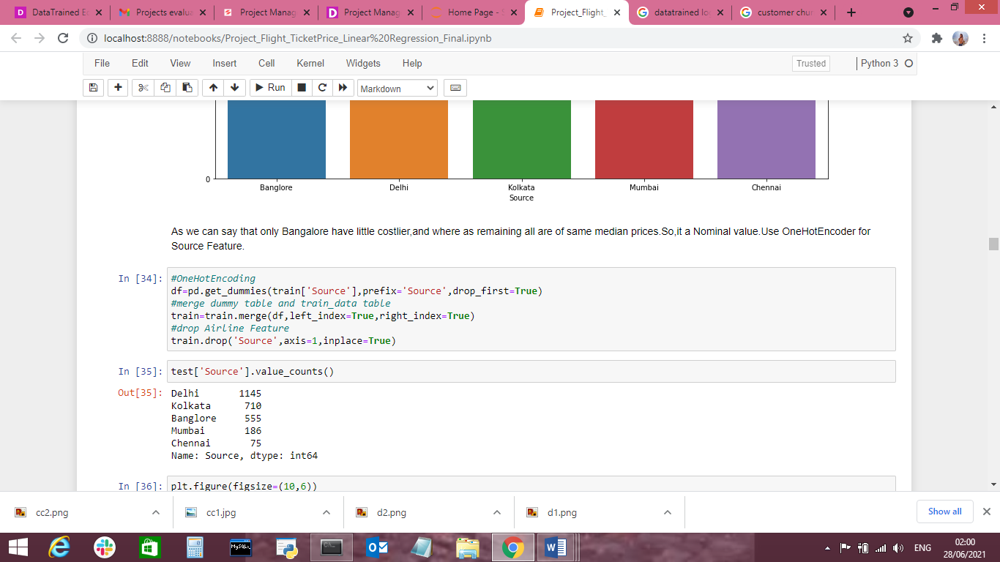 DataTrained Ec
Projects evalua
Project Manag
Project Manag
Home Page -
Project_Flight_
datatrained lo
customer chur
localhost:8888/notebooks/Project_Flight_TicketPrice_Linear%20Regression_Final.ipynb
File Edit View Insert Cell Kernel Widgets Help
Trusted
Python 3
Run
Markdown
0
Banglore Delhi Kolkata Mumbai Chennai
Source
As we can say that only Bangalore have little costlier,and where as remaining all are of same median prices.So,it a Nominal value.Use OneHotEncoder for
Source Feature.
In [34]: #OneHotEncoding
df=pd.get_dummies(train['Source'],prefix='Source',drop_first=True)
#merge dummy table and train_data table
train=train.merge(df,left_index=True,right_index=True)
#drop Airline Feature
train.drop('Source',axis=1,inplace=True)
In [35]: test['Source'].value_counts()
Out[35]: Delhi 1145
Kolkata 710
Banglore 555
Mumbai 186
Chennai 75
Name: Source, dtype: int64
In [36]: plt.figure(figsize=(10,6))
cc2.png
cc1.jpg
d2.png
d1.png
Show all
MySQL
ENG
02:00
28/06/2021